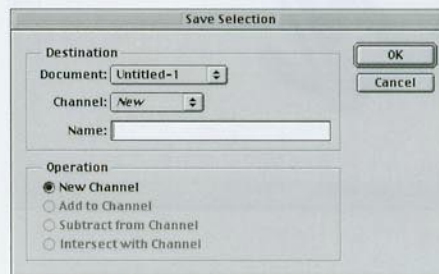 Save Selection
Destination
Document: Untitled-1
Channel: New
Name:
OK
Cancel
Operation
New Channel
Add to Channel
Subtract from Channel
Intersect with Channel